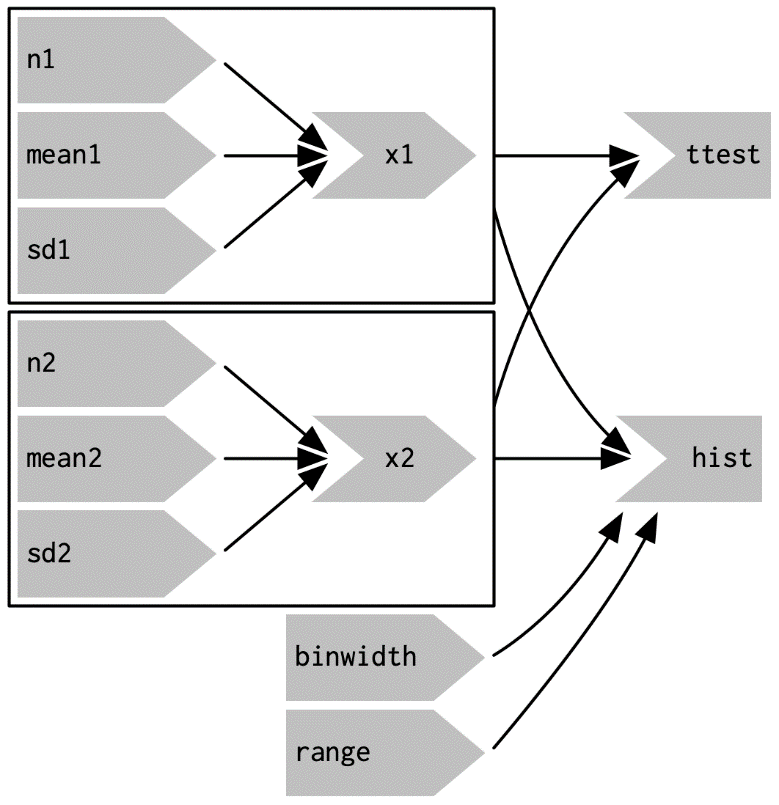 n1
mean1
sd1
x1
ttest
n2
mean2
sd2
x2
hist
binwidth
range